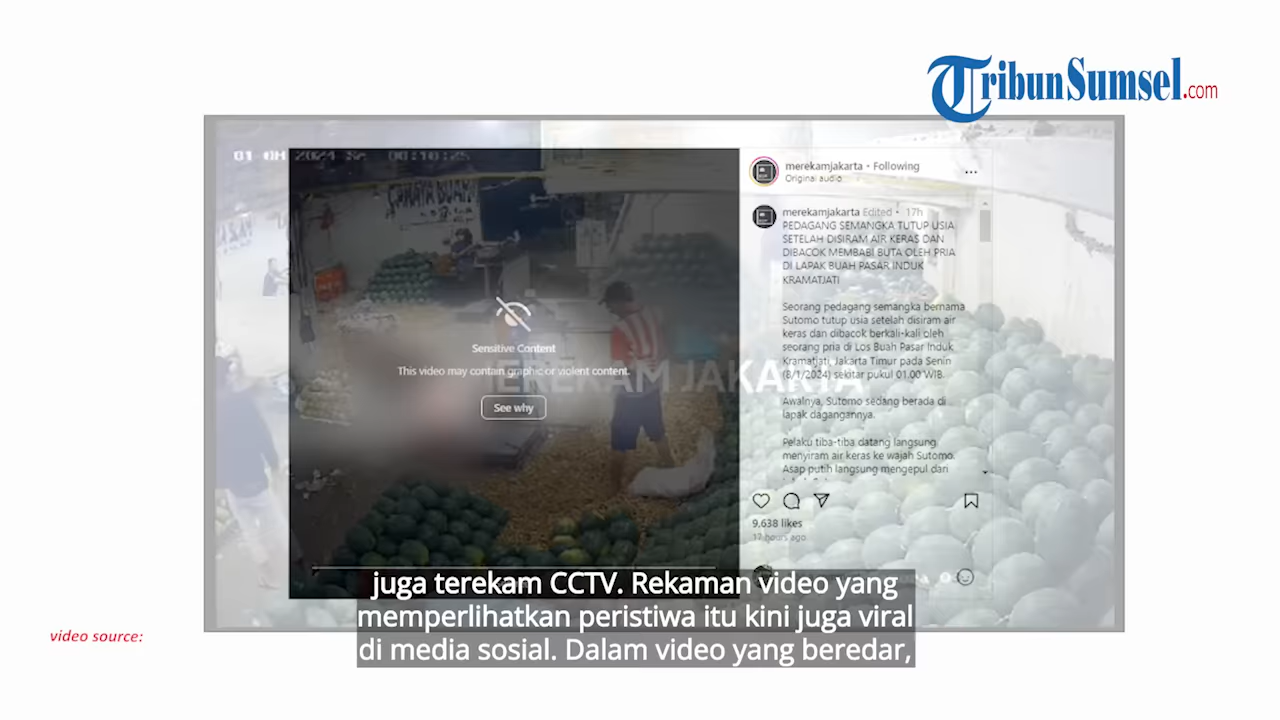 TribunSumsel.com
CAHAYA BUAH
merekamjakarta • Following
Original audio
merekamjakarta Edited • 17h
PEDAGANG SEMANGKA TUTUP USIA
SETELAH DISIRAM AIR KERAS DAN
DIBACOK MEMBABI BUTA OLEH PRIA
DI LAPAK BUAH PASAR INDUK
KRAMATJATI
Seorang pedagang semangka bernama
Sutomo tutup usia setelah disiram air
keras dan dibacok berkali-kali oleh
seorang pria di Los Buah Pasar Induk
Kramatjati, Jakarta Timur pada Senin
(8/1/2024) sekitar pukul 01.00 WIB.
Awalnya, Sutomo sedang berada di
lapak dagangannya.
Pelaku tiba-tiba datang langsung
menyiram air keras ke wajah Sutomo.
Asap putih langsung mengepul dari
Sensitive Content
This video may contain graphic or violent content.
See why
MEREKAM JAKARTA
9.638 likes
17 hours ago
juga terekam CCTV. Rekaman video yang
memperlihatkan peristiwa itu kini juga viral
di media sosial. Dalam video yang beredar,
video source: